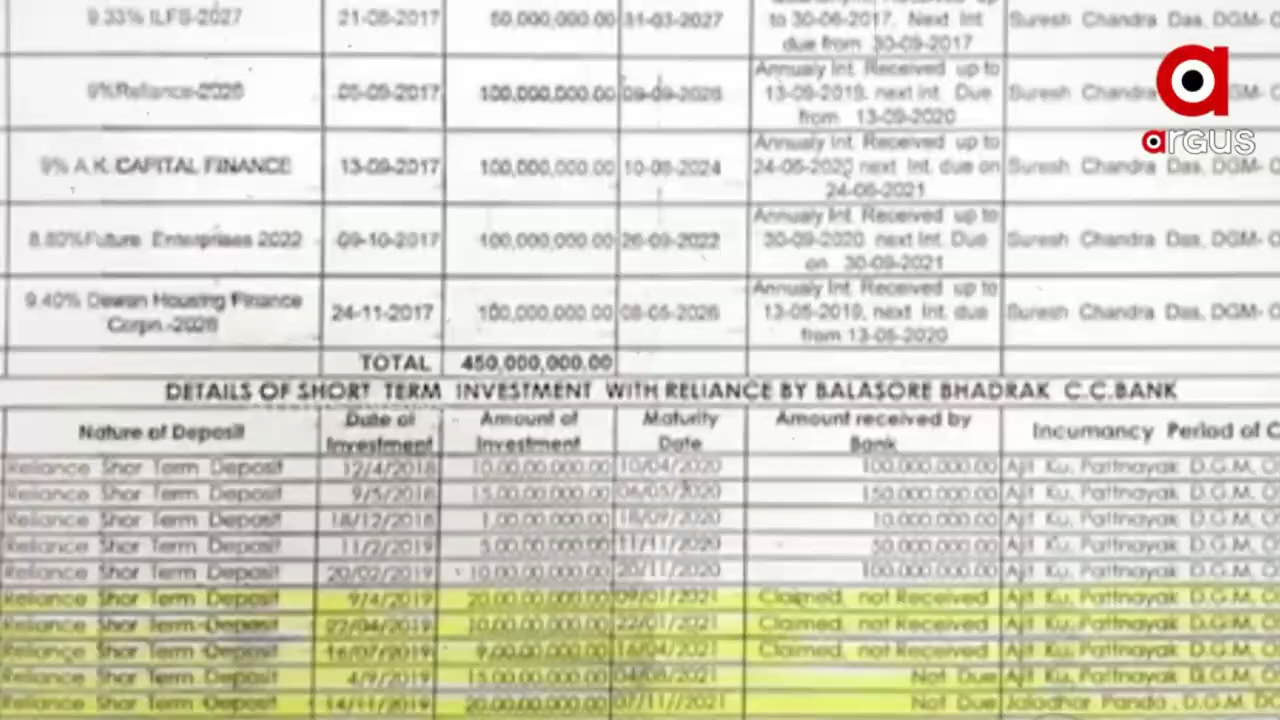 9.33% ILFS-2027 21-08-2017 50,000,000.00 31-03-2027 to 30-06-2017. Next Int due from 30-09-2017 Suresh Chandra Das, DGM-
9%Reliance-2026 05-09-2017 100,000,000.00 09-09-2026 Annualy Int. Received up to 13-09-2019, next Int. Due from 13-09-2020 Suresh Chandra
argus
9% A.K. CAPITAL FINANCE 13-09-2017 100,000,000.00 10-08-2024 Annualy Int. Received up to 24-06-2020 next Int. due on 24-06-2021 Suresh Chandra Das, DGM-
8.80%Future Enterprises 2022 09-10-2017 100,000,000.00 26-09-2022 Annualy Int. Received up to 30-09-2020 next Int. Due on 30-09-2021 Suresh Chandra Das, DGM-
9.40% Dewan Housing Finance Corpn.-2026 24-11-2017 100,000,000.00 Annualy Int. Received up to 13-05-2019, next Int. due from 13-05-2020 Suresh Chandra Das, DGM-
TOTAL 450,000,000.00
DETAILS OF SHORT TERM INVESTMENT WITH RELIANCE BY BALASORE BHADRAK C.C.BANK
Nature of Deposit Date of Investment Amount of Investment Maturity Date Amount received by Bank Incumancy Period of
Reliance Shor Term Deposit 12/4/2018 10,00,00,000.00 10/04/2020 100,000,000.00 Ajit Ku. Pattnayak D.G.M.
Reliance Shor Term Deposit 9/5/2018 15,00,00,000.00 06/05/2020 150,000,000.00 Ajit Ku. Pattnayak D.G.M.
Reliance Shor Term Deposit 18/12/2018 1,00,00,000.00 18/09/2020 10,000,000.00 Ajit Ku. Pattnayak D.G.M.
Reliance Shor Term Deposit 11/2/2019 5,00,00,000.00 11/11/2020 50,000,000.00 Ajit Ku. Pattnayak D.G.M.
Reliance Shor Term Deposit 20/02/2019 10,00,00,000.00 20/11/2020 100,000,000.00 Ajit Ku. Pattnayak D.G.M.
Reliance Shor Term Deposit 9/4/2019 20,00,00,000.00 09/01/2021 Claimed, not Received Ajit Ku. Pattnayak D.G.M.
Reliance Shor Term Deposit 22/04/2019 10,00,00,000.00 22/01/2021 Claimed, not Received Ajit Ku. Pattnayak D.G.M.
Reliance Shor Term Deposit 16/07/2019 9,00,00,000.00 16/04/2021 Claimed, not Received Ajit Ku. Pattnayak D.G.M.
Reliance Shor Term Deposit 4/9/2019 15,00,00,000.00 04/06/2021 Not Due Ajit Ku. Pattnayak D.G.M.
Reliance Shor Term Deposit 14/11/2019 20,00,00,000.00 07/11//2021 Not Due Jaladhar Panda, D.G.M.